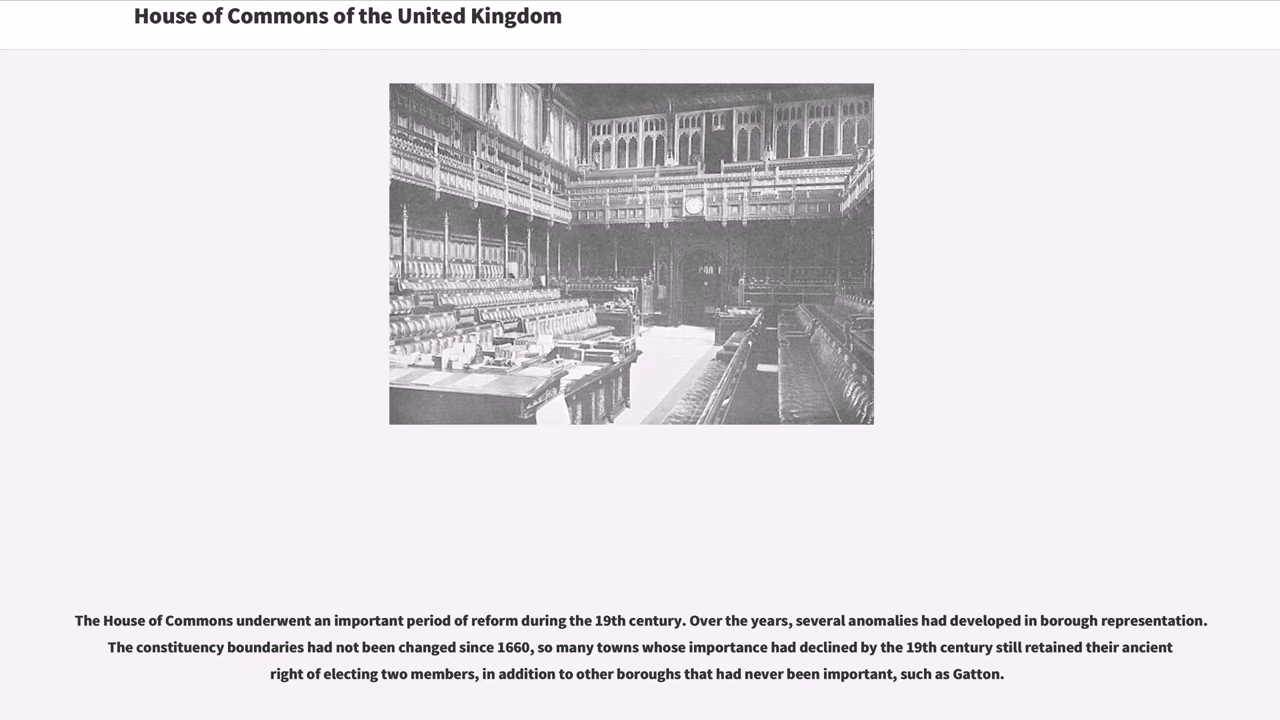 House of Commons of the United Kingdom
The House of Commons underwent an important period of reform during the 19th century. Over the years, several anomalies had developed in borough representation.
The constituency boundaries had not been changed since 1660, so many towns whose importance had declined by the 19th century still retained their ancient
right of electing two members, in addition to other boroughs that had never been important, such as Gatton.